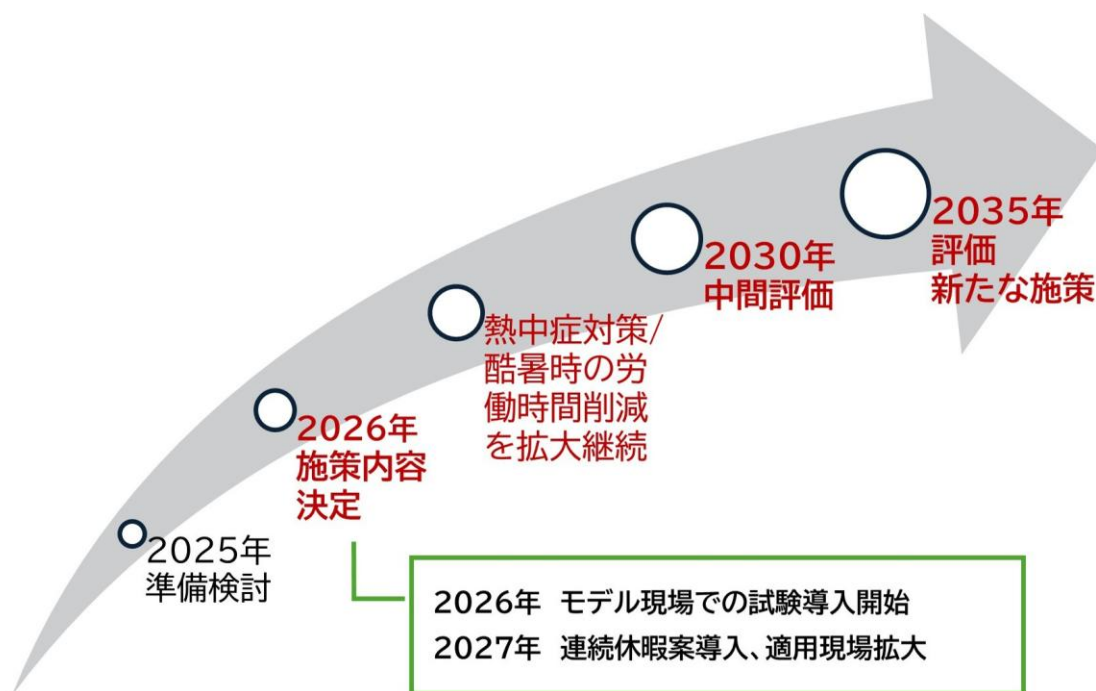 2025年
準備検討
2026年
施策内容
決定
熱中症対策/
酷暑時の労
働時間削減
を拡大継続
2030年
中間評価
2035年
評価
新たな施策
2026年 モデル現場での試験導入開始
2027年 連続休暇案導入、適用現場拡大